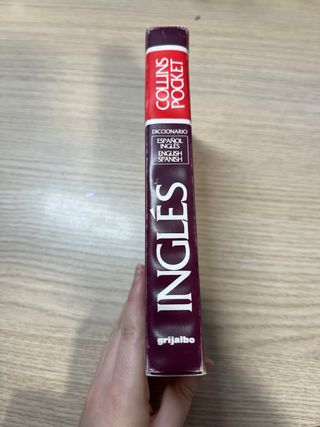 COLLINS
POCKET
DICCIONARIO
ESPAÑOL
INGLÉS
ENGLISH
SPANISH
INGLÉS
grijalbo